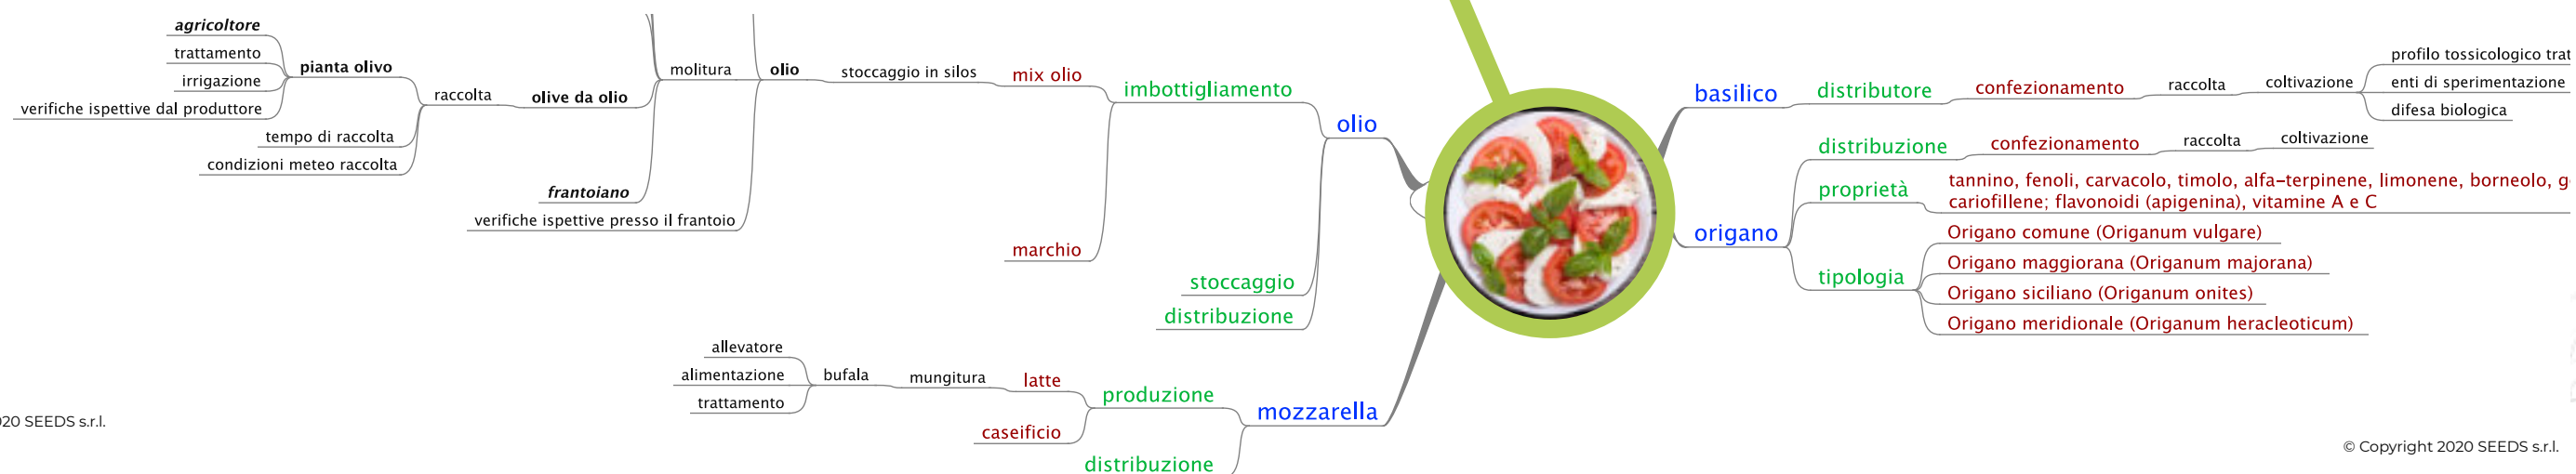 agricoltore
trattamento
irrigazione
verifiche ispettive dal produttore
pianta olivo
tempo di raccolta
condizioni meteo raccolta
raccolta
olive da olio
frantoiano
molitura
verifiche ispettive presso il frantoio
olio
stoccaggio in silos
mix olio
marchio
imbottigliamento
stoccaggio
distribuzione
olio
allevatore
alimentazione
trattamento
bufala
mungitura
latte
caseificio
produzione
distribuzione
mozzarella
basilico
distributore
confezionamento
raccolta
coltivazione
profilo tossicologico trat
enti di sperimentazione
difesa biologica
origano
distribuzione
confezionamento
raccolta
coltivazione
proprietà
tannino, fenoli, carvacolo, timolo, alfa-terpinene, limonene, borneolo, g
cariofillene; flavonoidi (apigenina), vitamine A e C
tipologia
Origano comune (Origanum vulgare)
Origano maggiorana (Origanum majorana)
Origano siciliano (Origanum onites)
Origano meridionale (Origanum heracleoticum)
20 SEEDS s.r.l.
© Copyright 2020 SEEDS s.r.l.